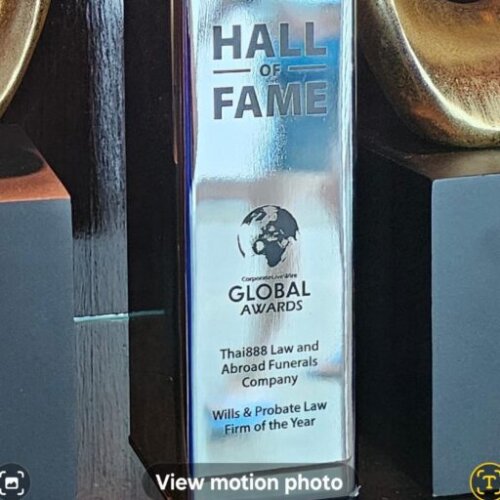 HALL
OF
FAME
CorporateLiveWire
GLOBAL
AWARDS
Thai888 Law and
Abroad Funerals
Company
Wills & Probate Law
Firm of the Year
View motion photo
T